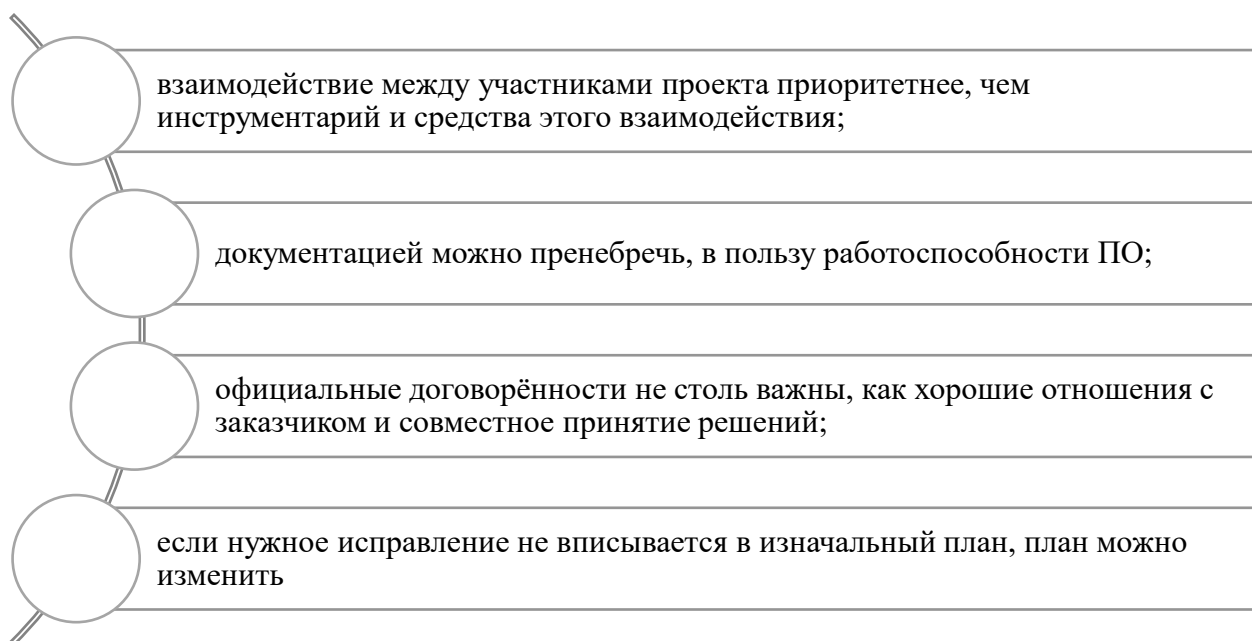 взаимодействие между участниками проекта приоритетнее, чем
инструментарий и средства этого взаимодействия;
документацией можно пренебречь, в пользу работоспособности ПО;
официальные договорённости не столь важны, как хорошие отношения с
заказчиком и совместное принятие решений;
если нужное исправление не вписывается в изначальный план, план можно
изменить